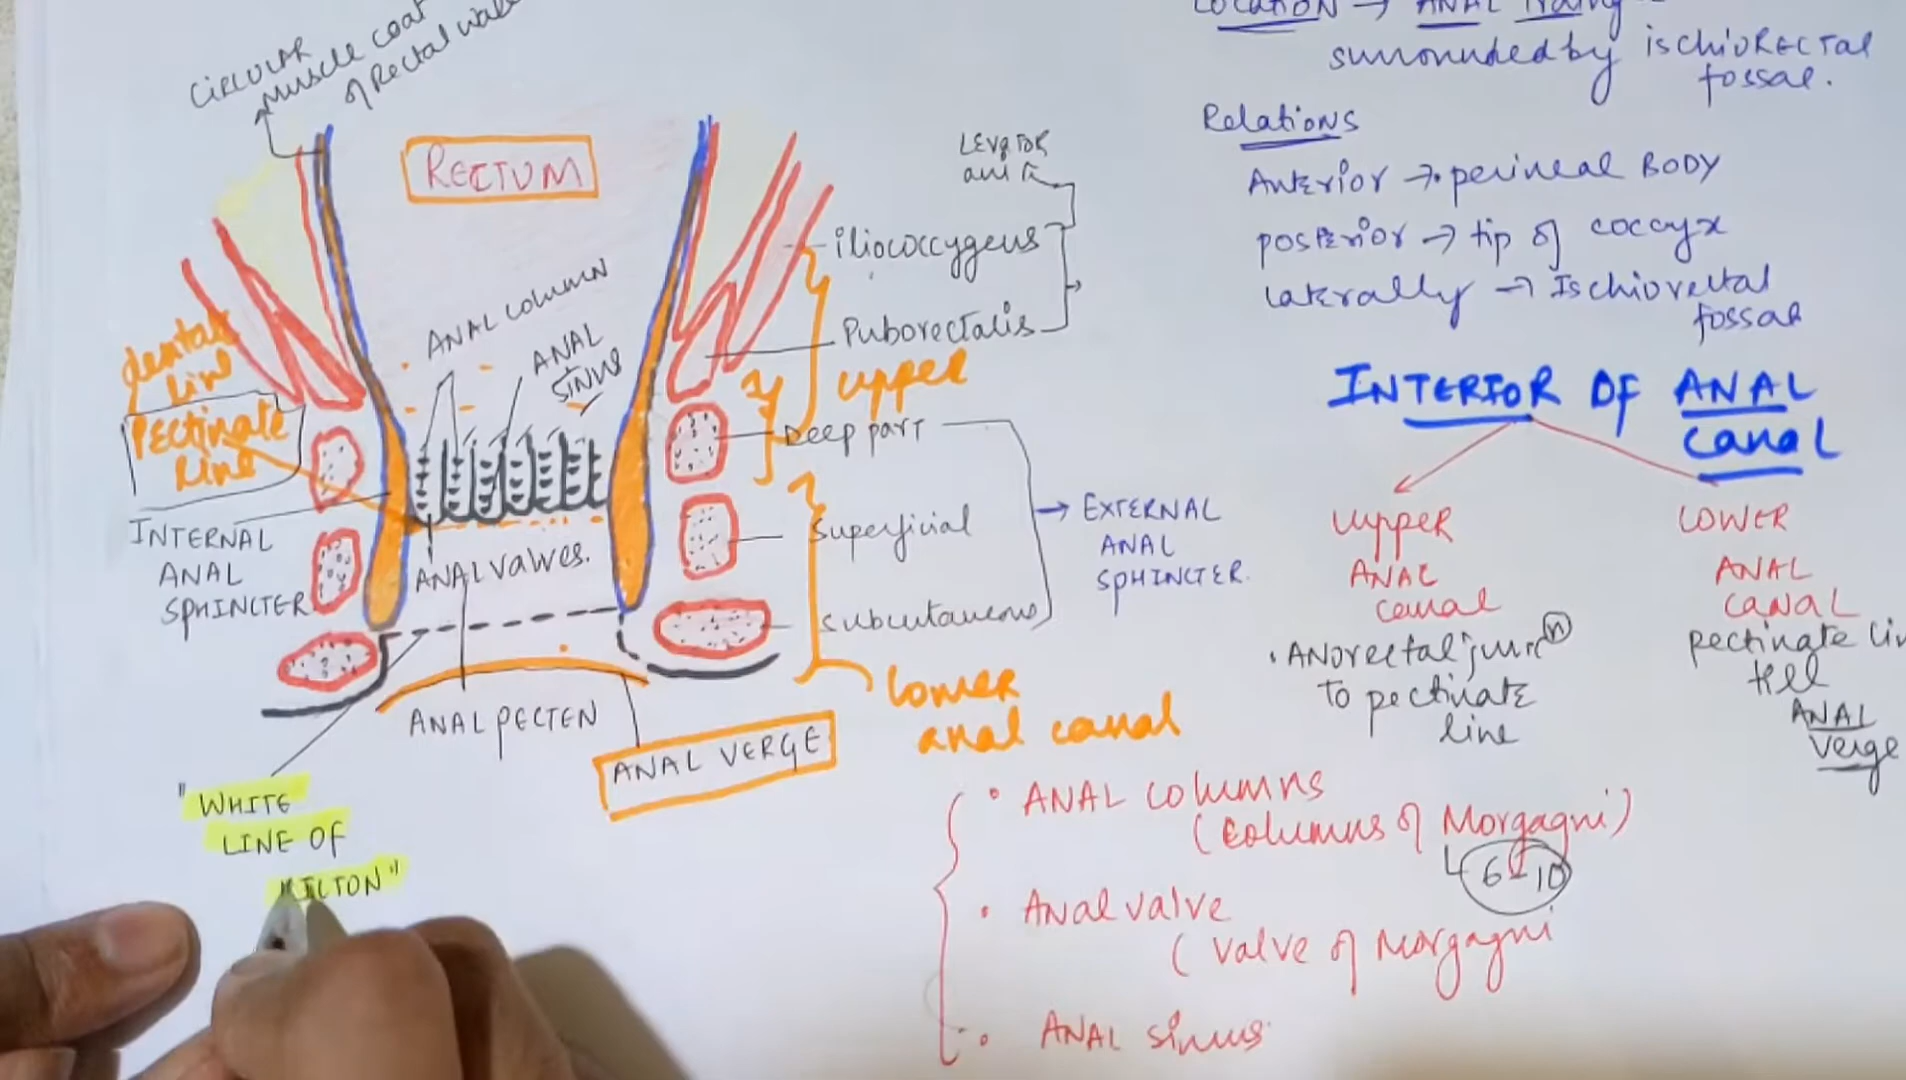 CIRCULAR
Muscle coat
of Rectal wall
RECTUM
ANAL COLUMN
ANAL
SINUS
dentate
line
Pectinate
Line
INTERNAL
ANAL
SPHINCTER
ANAL VALVES.
ANAL PECTEN
ANAL VERGE
"WHITE
LINE OF
HILTON"
LEVATOR
ani
iliococcygeus
Puborectalis
upper
Deep part
Superficial
Subcutaneous
EXTERNAL
ANAL
SPHINCTER.
Lower
anal canal
Location → ANAL
surrounded by ischioRectal
fossae.
Relations
Anterior → perineal BODY
posterior → tip of coccyx
laterally → Ischiorectal
fossae
INTERIOR OF ANAL
canal
Upper
ANAL
canal
. ANorectal junc (n)
to pectinate
line
LOWER
ANAL
CANAL
pectinate lin
till
ANAL
Verge
• ANAL columns
(columns of Morgagni)
6-10
• Anal valve
( valve of Morgagni
• ANAL sinus